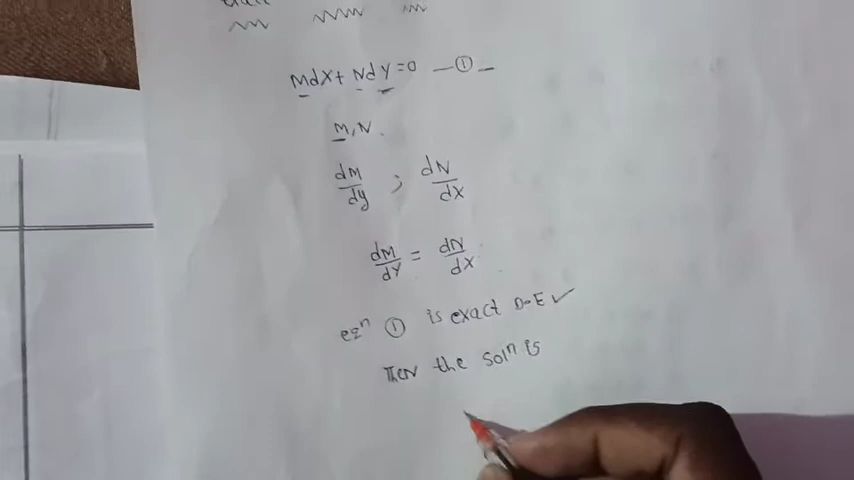 Mdx + Ndy = 0 —①—
M, N.
dM/dy ; dN/dx
dM/dy = dN/dx
eqⁿ ① is exact D.E ✓
Then the solⁿ is